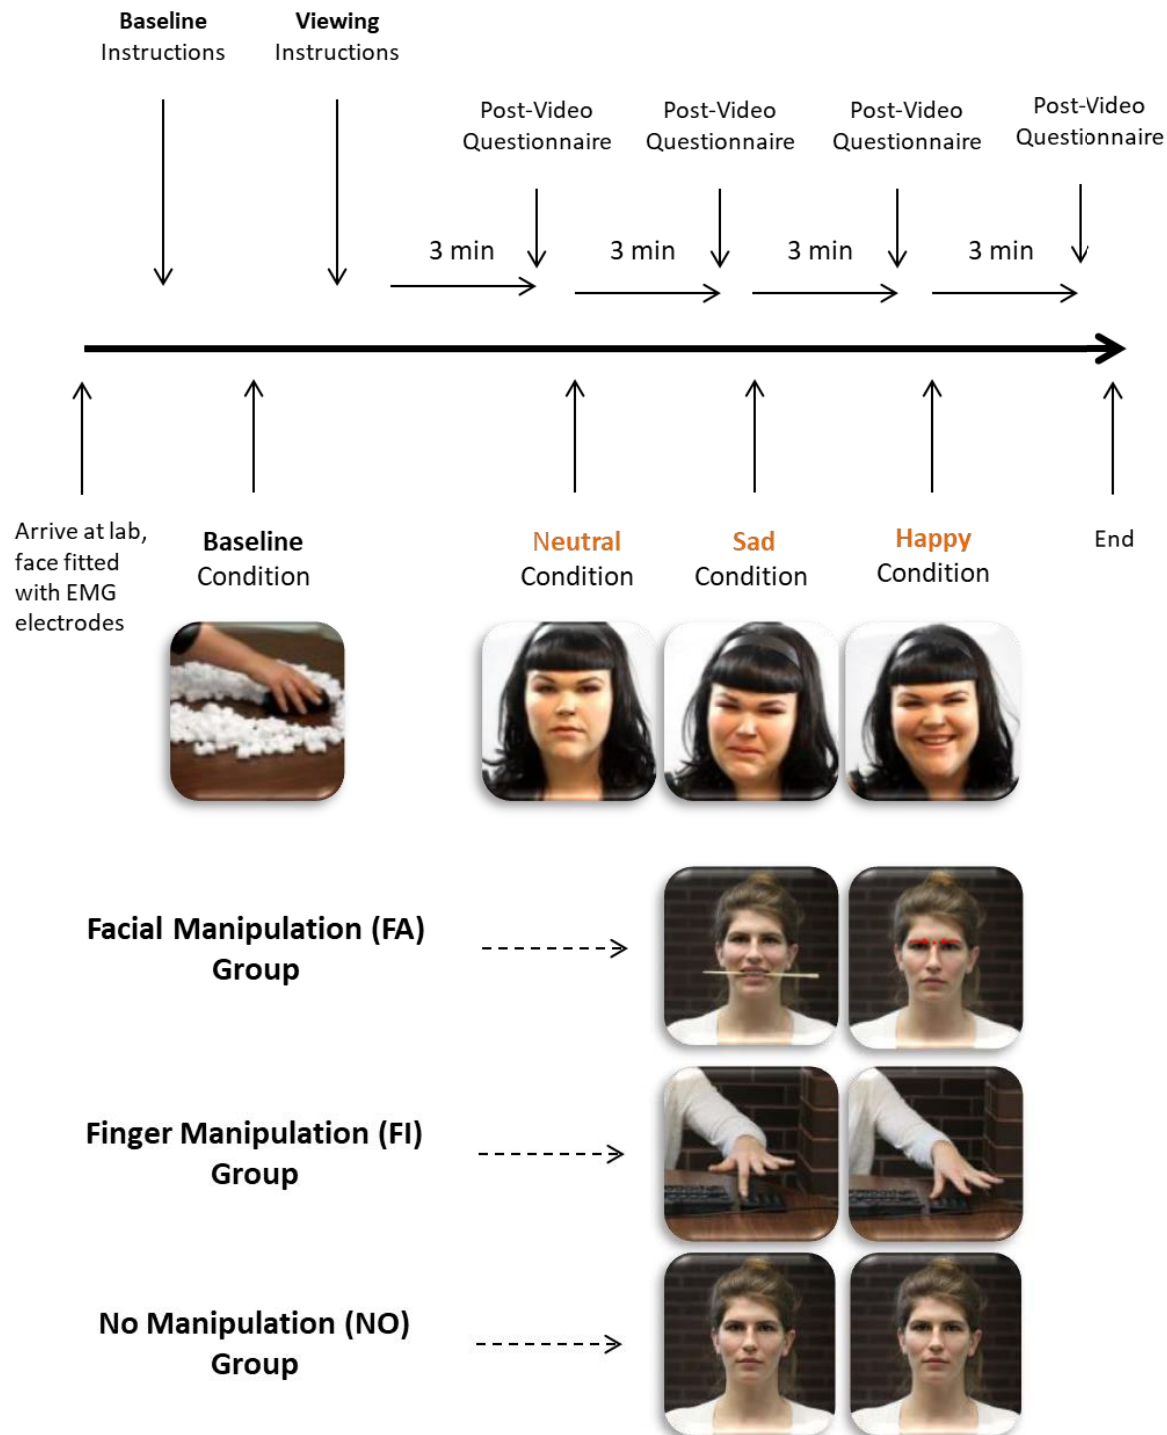 Baseline
Instructions
Viewing
Instructions
Post-Video
Questionnaire
Post-Video
Questionnaire
Post-Video
Questionnaire
Post-Video
Questionnaire
3 min
3 min
3 min
3 min
Arrive at lab,
face fitted
with EMG
electrodes
Baseline
Condition
Neutral
Condition
Sad
Condition
Happy
Condition
End
Facial Manipulation (FA)
Group
Finger Manipulation (FI)
Group
No Manipulation (NO)
Group